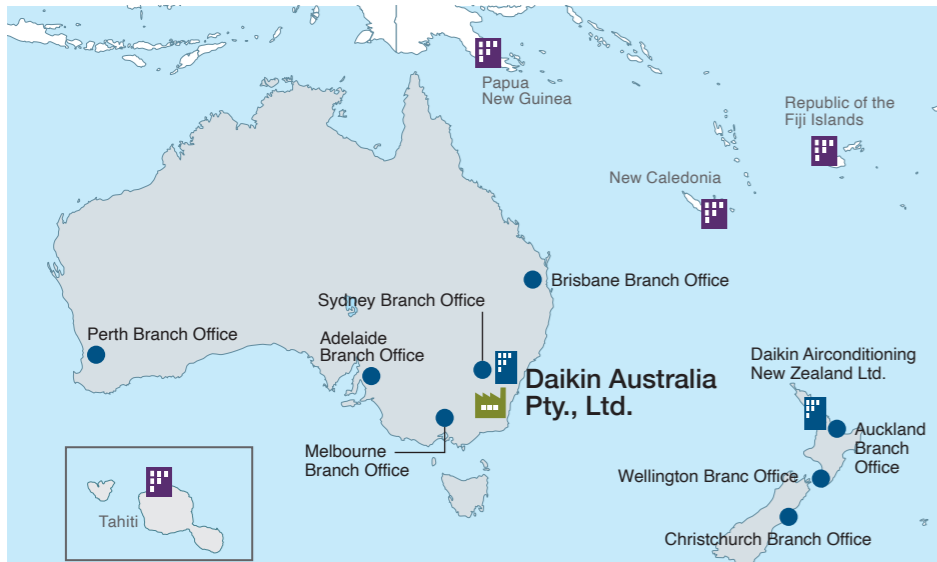 Papua
New Guinea
Republic of the
Fiji Islands
New Caledonia
Brisbane Branch Office
Sydney Branch Office
Perth Branch Office
Adelaide
Branch Office
Daikin Australia
Pty., Ltd.
Daikin Airconditioning
New Zealand Ltd.
Auckland
Branch
Office
Melbourne
Branch Office
Wellington Branc Office
Tahiti
Christchurch Branch Office